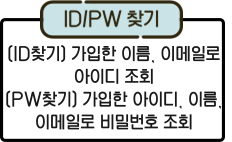 ID/PW 찾기
(ID찾기) 가입한 이름, 이메일로
아이디 조회
(PW찾기) 가입한 아이디, 이름,
이메일로 비밀번호 조회